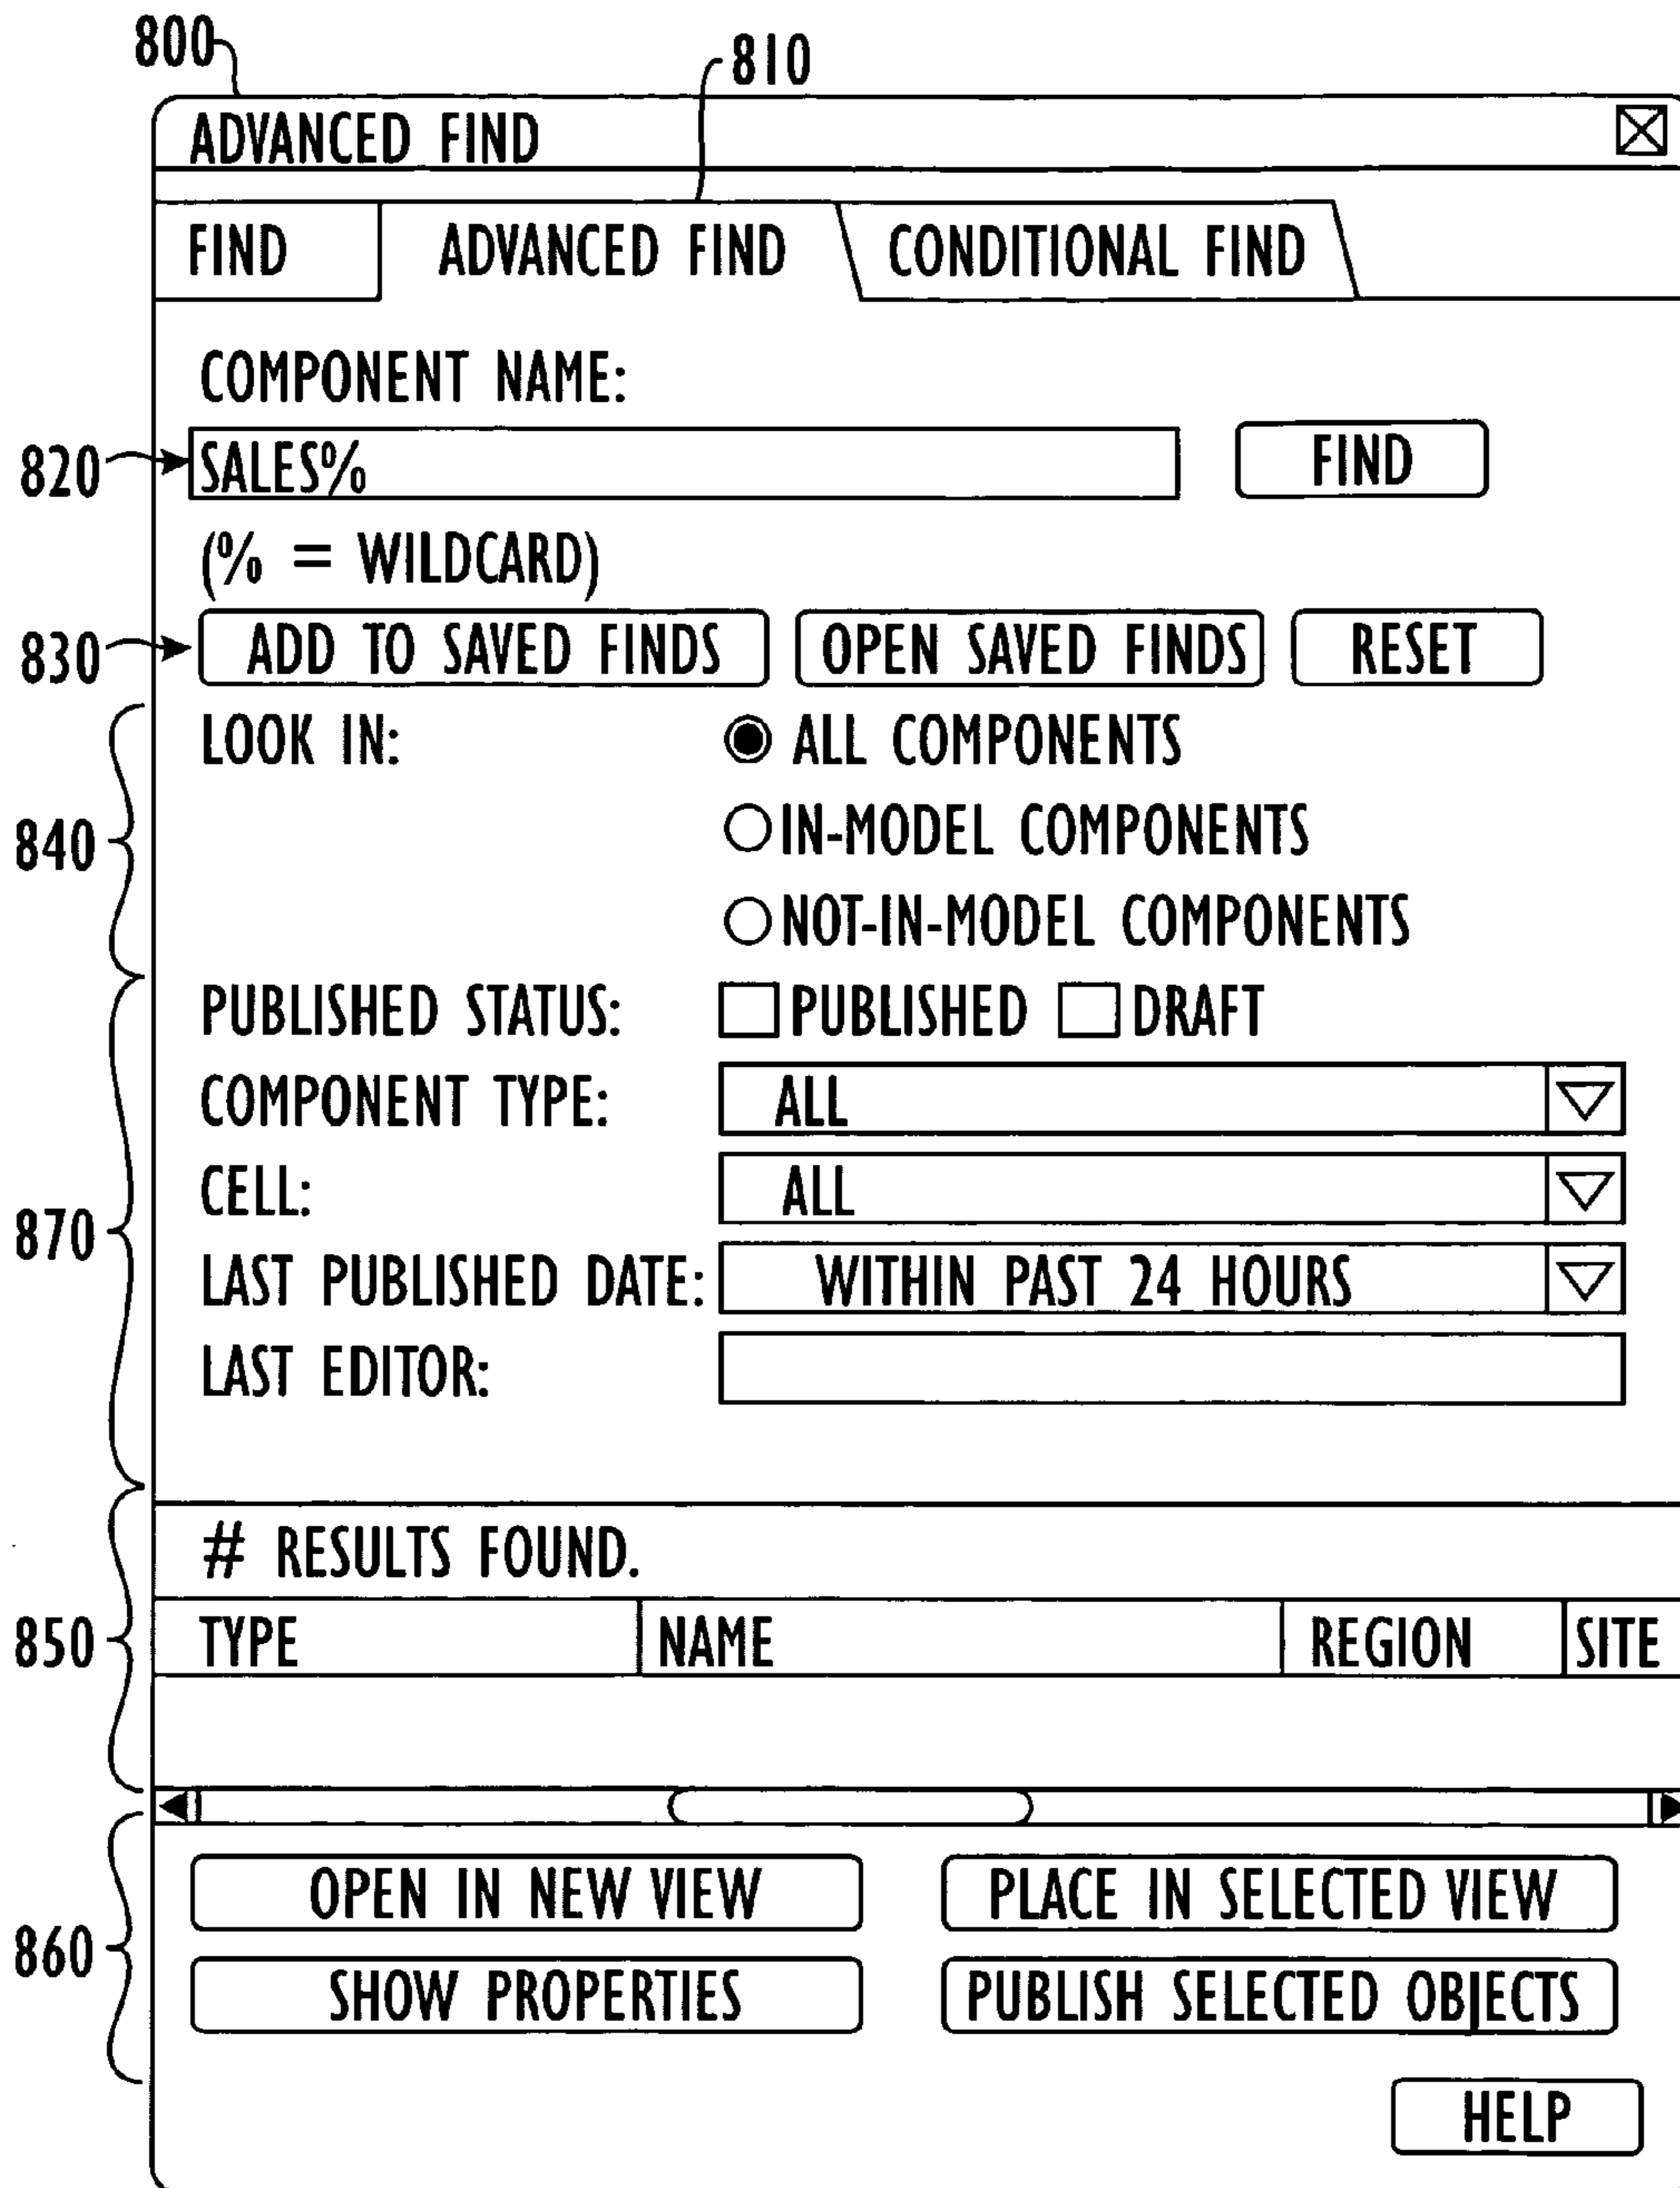 800
810
ADVANCED FIND
FIND ADVANCED FIND CONDITIONAL FIND
COMPONENT NAME:
820 SALES% FIND
(% = WILDCARD)
830 ADD TO SAVED FINDS OPEN SAVED FINDS RESET
LOOK IN: ALL COMPONENTS
840 IN-MODEL COMPONENTS
NOT-IN-MODEL COMPONENTS
PUBLISHED STATUS: PUBLISHED DRAFT
COMPONENT TYPE: ALL
CELL: ALL
870
LAST PUBLISHED DATE: WITHIN PAST 24 HOURS
LAST EDITOR:
# RESULTS FOUND.
850 TYPE NAME REGION SITE
OPEN IN NEW VIEW PLACE IN SELECTED VIEW
860
SHOW PROPERTIES PUBLISH SELECTED OBJECTS
HELP